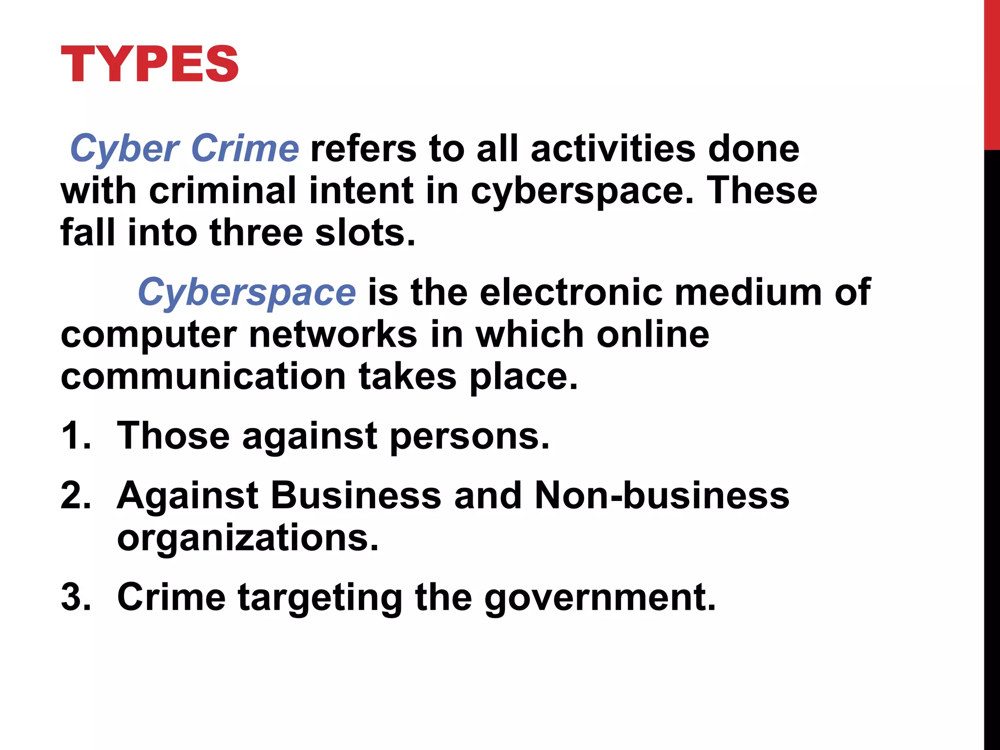 TYPES
Cyber Crime refers to all activities done
with criminal intent in cyberspace. These
fall into three slots.
Cyberspace is the electronic medium of
computer networks in which online
communication takes place.
1. Those against persons.
2. Against Business and Non-business
organizations.
3. Crime targeting the government.